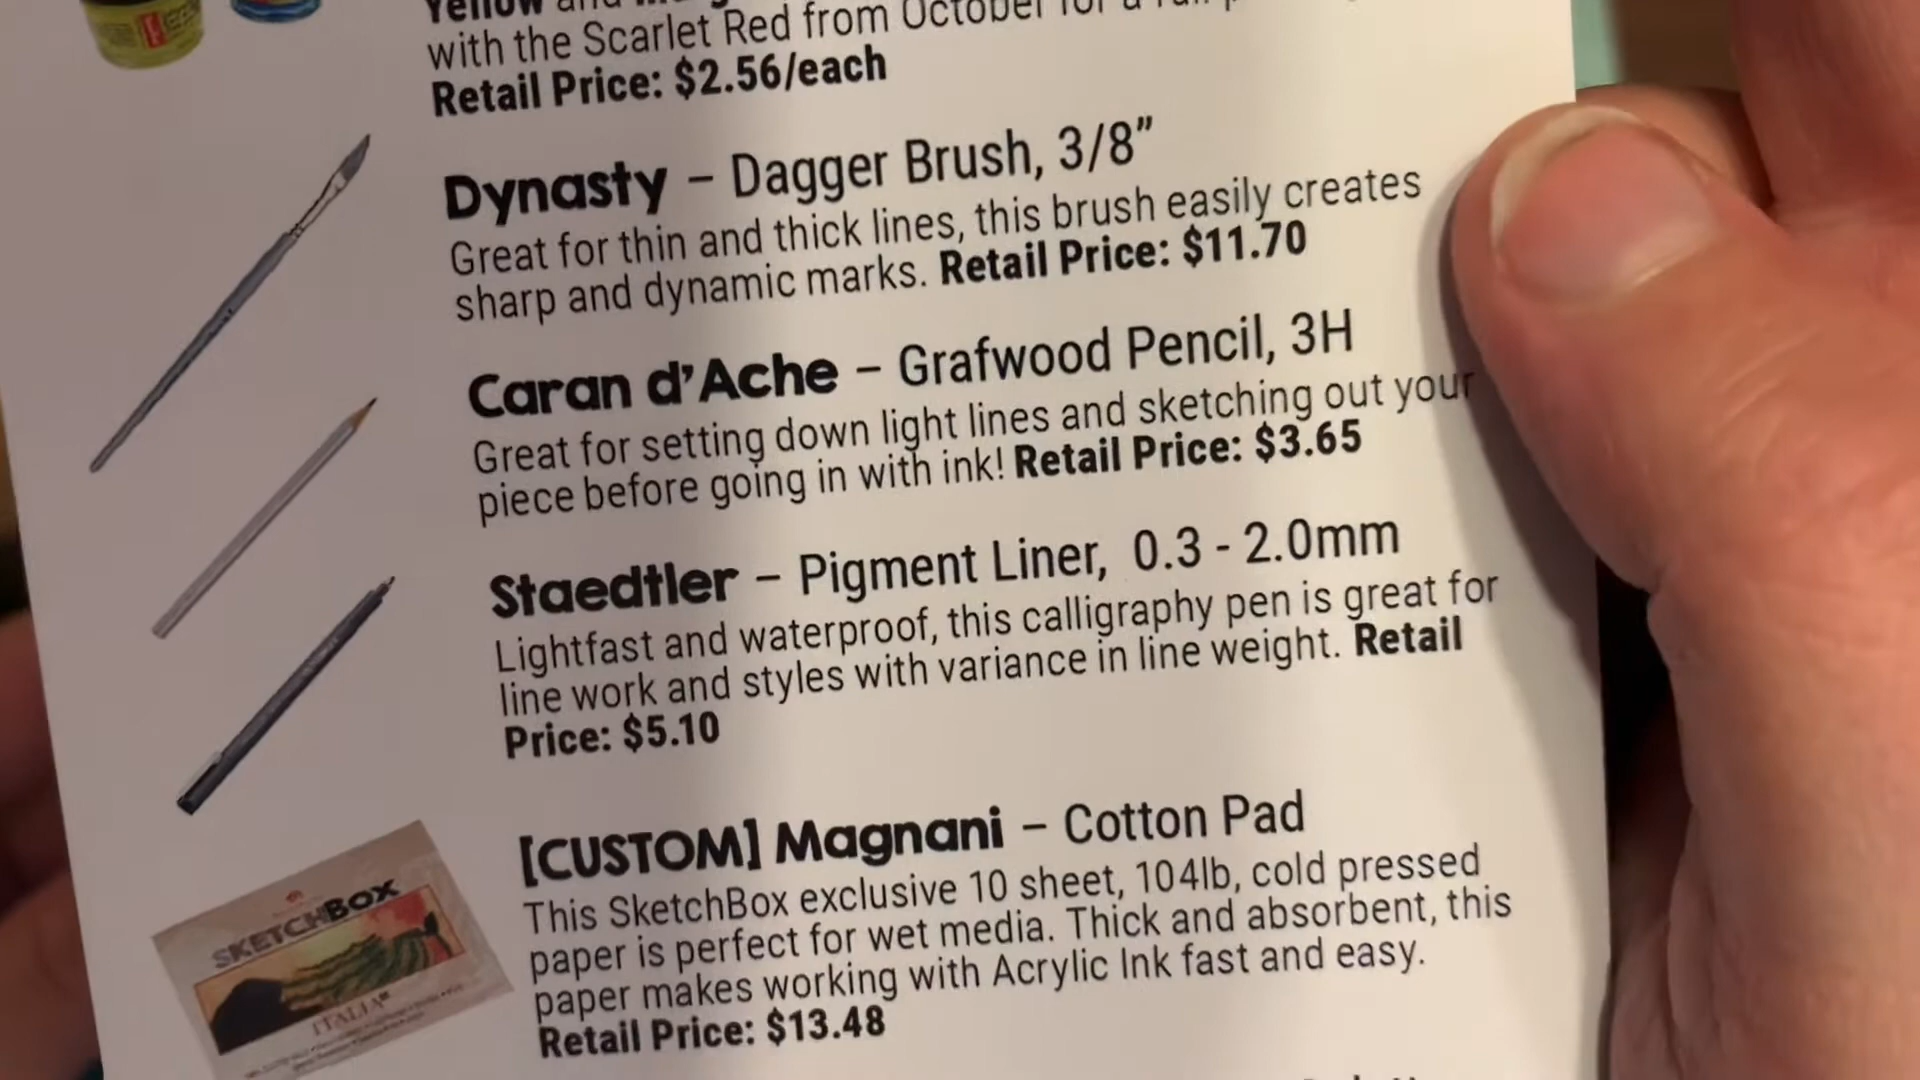 Yellow and
with the Scarlet Red from October for a
Retail Price: $2.56/each
Dynasty – Dagger Brush, 3/8”
Great for thin and thick lines, this brush easily creates
sharp and dynamic marks. Retail Price: $11.70
Caran d’Ache – Grafwood Pencil, 3H
Great for setting down light lines and sketching out your
piece before going in with ink! Retail Price: $3.65
Staedtler – Pigment Liner, 0.3 - 2.0mm
Lightfast and waterproof, this calligraphy pen is great for
line work and styles with variance in line weight. Retail
Price: $5.10
[CUSTOM] Magnani – Cotton Pad
This SketchBox exclusive 10 sheet, 104lb, cold pressed
paper is perfect for wet media. Thick and absorbent, this
paper makes working with Acrylic Ink fast and easy.
Retail Price: $13.48
SKETCHBOX
ITALIA